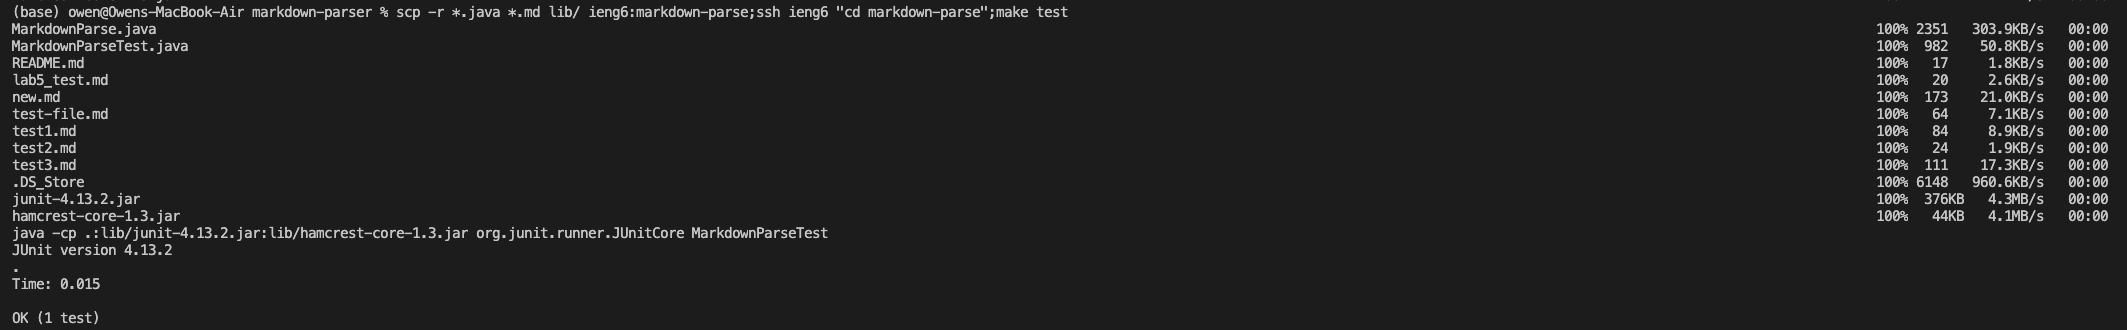 (base) owen@Owens-MacBook-Air markdown-parser % scp -r *.java *.md lib/ ieng6:markdown-parse;ssh ieng6 "cd markdown-parse";make test
MarkdownParse.java 100% 2351 303.9KB/s 00:00
MarkdownParseTest.java 100% 982 50.8KB/s 00:00
README.md 100% 17 1.8KB/s 00:00
lab5_test.md 100% 20 2.6KB/s 00:00
new.md 100% 173 21.0KB/s 00:00
test-file.md 100% 64 7.1KB/s 00:00
test1.md 100% 84 8.9KB/s 00:00
test2.md 100% 24 1.9KB/s 00:00
test3.md 100% 111 17.3KB/s 00:00
.DS_Store 100% 6148 960.6KB/s 00:00
junit-4.13.2.jar 100% 376KB 4.3MB/s 00:00
hamcrest-core-1.3.jar 100% 44KB 4.1MB/s 00:00
java -cp .:lib/junit-4.13.2.jar:lib/hamcrest-core-1.3.jar org.junit.runner.JUnitCore MarkdownParseTest
JUnit version 4.13.2
.
Time: 0.015
OK (1 test)